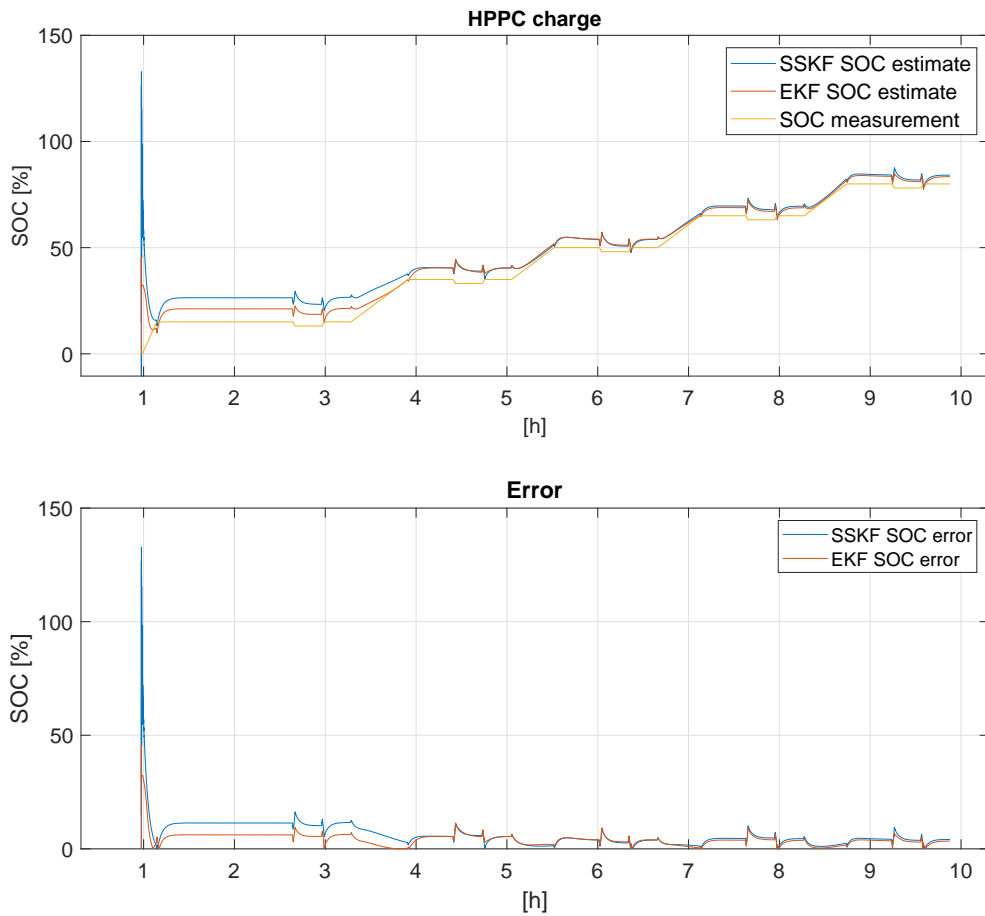 HPPC charge
150
100
50
0
SOC [%]
SSKF SOC estimate
EKF SOC estimate
SOC measurement
1 2 3 4 5 6 7 8 9 10
[h]
Error
150
100
50
0
SOC [%]
SSKF SOC error
EKF SOC error
1 2 3 4 5 6 7 8 9 10
[h]